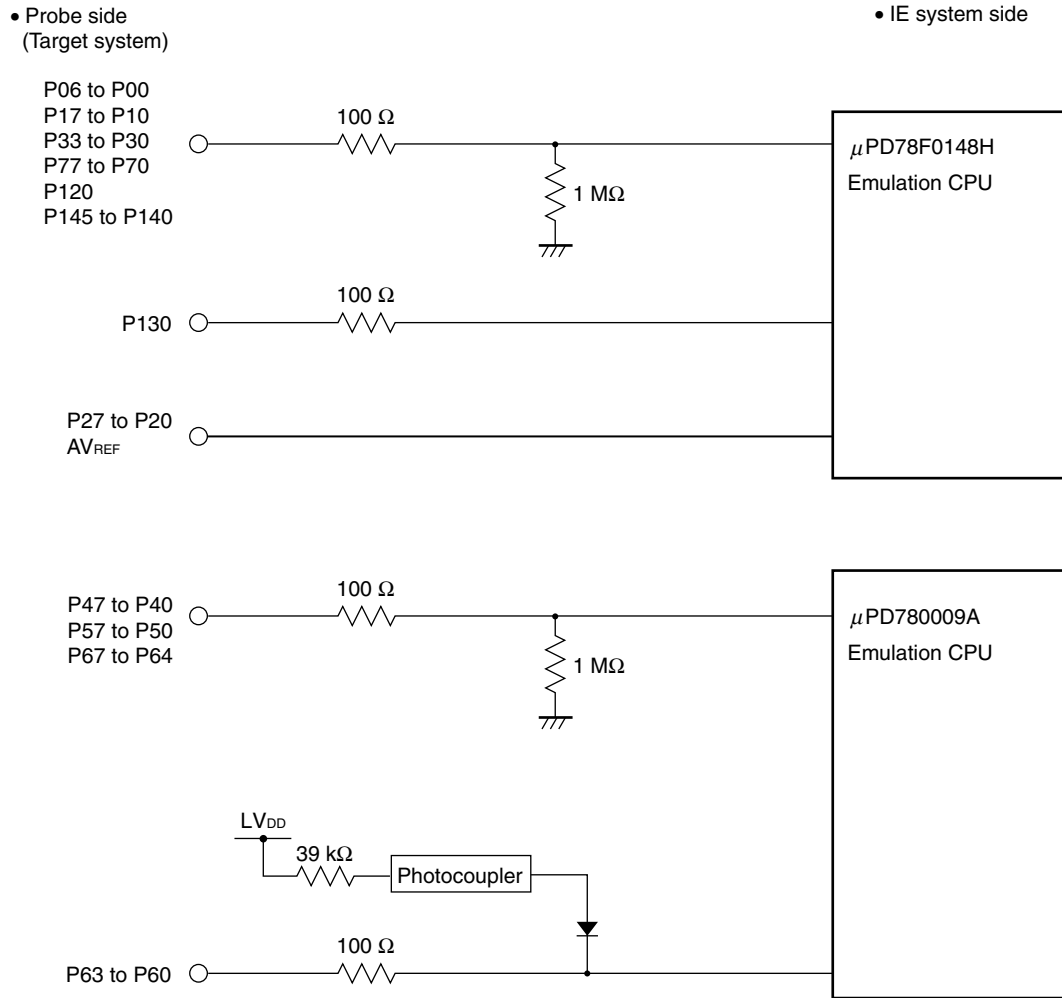 • Probe side
(Target system)
• IE system side
P06 to P00
P17 to P10
P33 to P30
P77 to P70
P120
P145 to P140
100 Ω
1 MΩ
μPD78F0148H
Emulation CPU
P130
100 Ω
P27 to P20
AVREF
P47 to P40
P57 to P50
P67 to P64
100 Ω
1 MΩ
μPD780009A
Emulation CPU
LVDD
39 kΩ
Photocoupler
P63 to P60
100 Ω